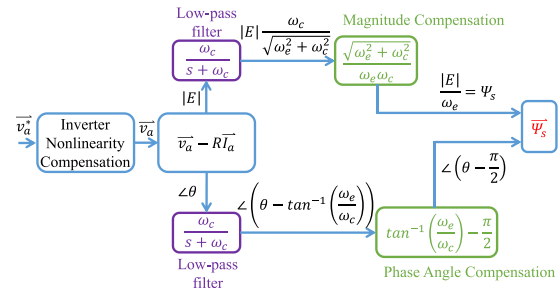 Low-pass
filter
ω_c / (s + ω_c)
|E| ω_c / √(ω_e² + ω_c²)
Magnitude Compensation
√(ω_e² + ω_c²) / (ω_e ω_c)
|E|
|E| / ω_e = Ψ_s
v_a^*⃗
Inverter
Nonlinearity
Compensation
v_a⃗
v_a⃗ − RI_a⃗
Ψ_s⃗
∠θ
∠(θ − π/2)
ω_c / (s + ω_c)
∠(θ − tan⁻¹(ω_e/ω_c))
tan⁻¹(ω_e/ω_c) − π/2
Low-pass
filter
Phase Angle Compensation